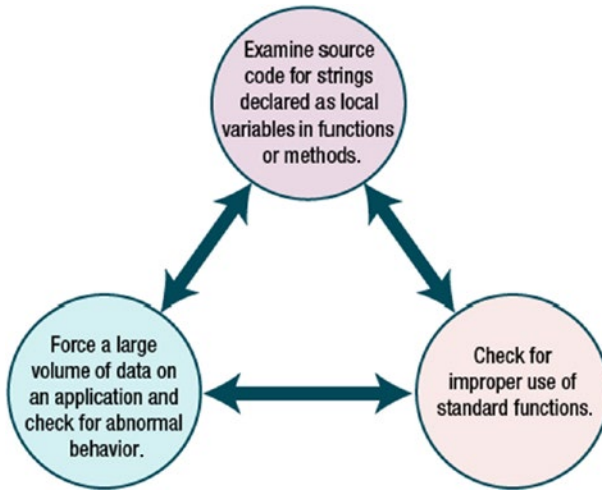 Examine source
code for strings
declared as local
variables in functions
or methods.
Force a large
volume of data on
an application and
check for abnormal
behavior.
Check for
improper use of
standard functions.